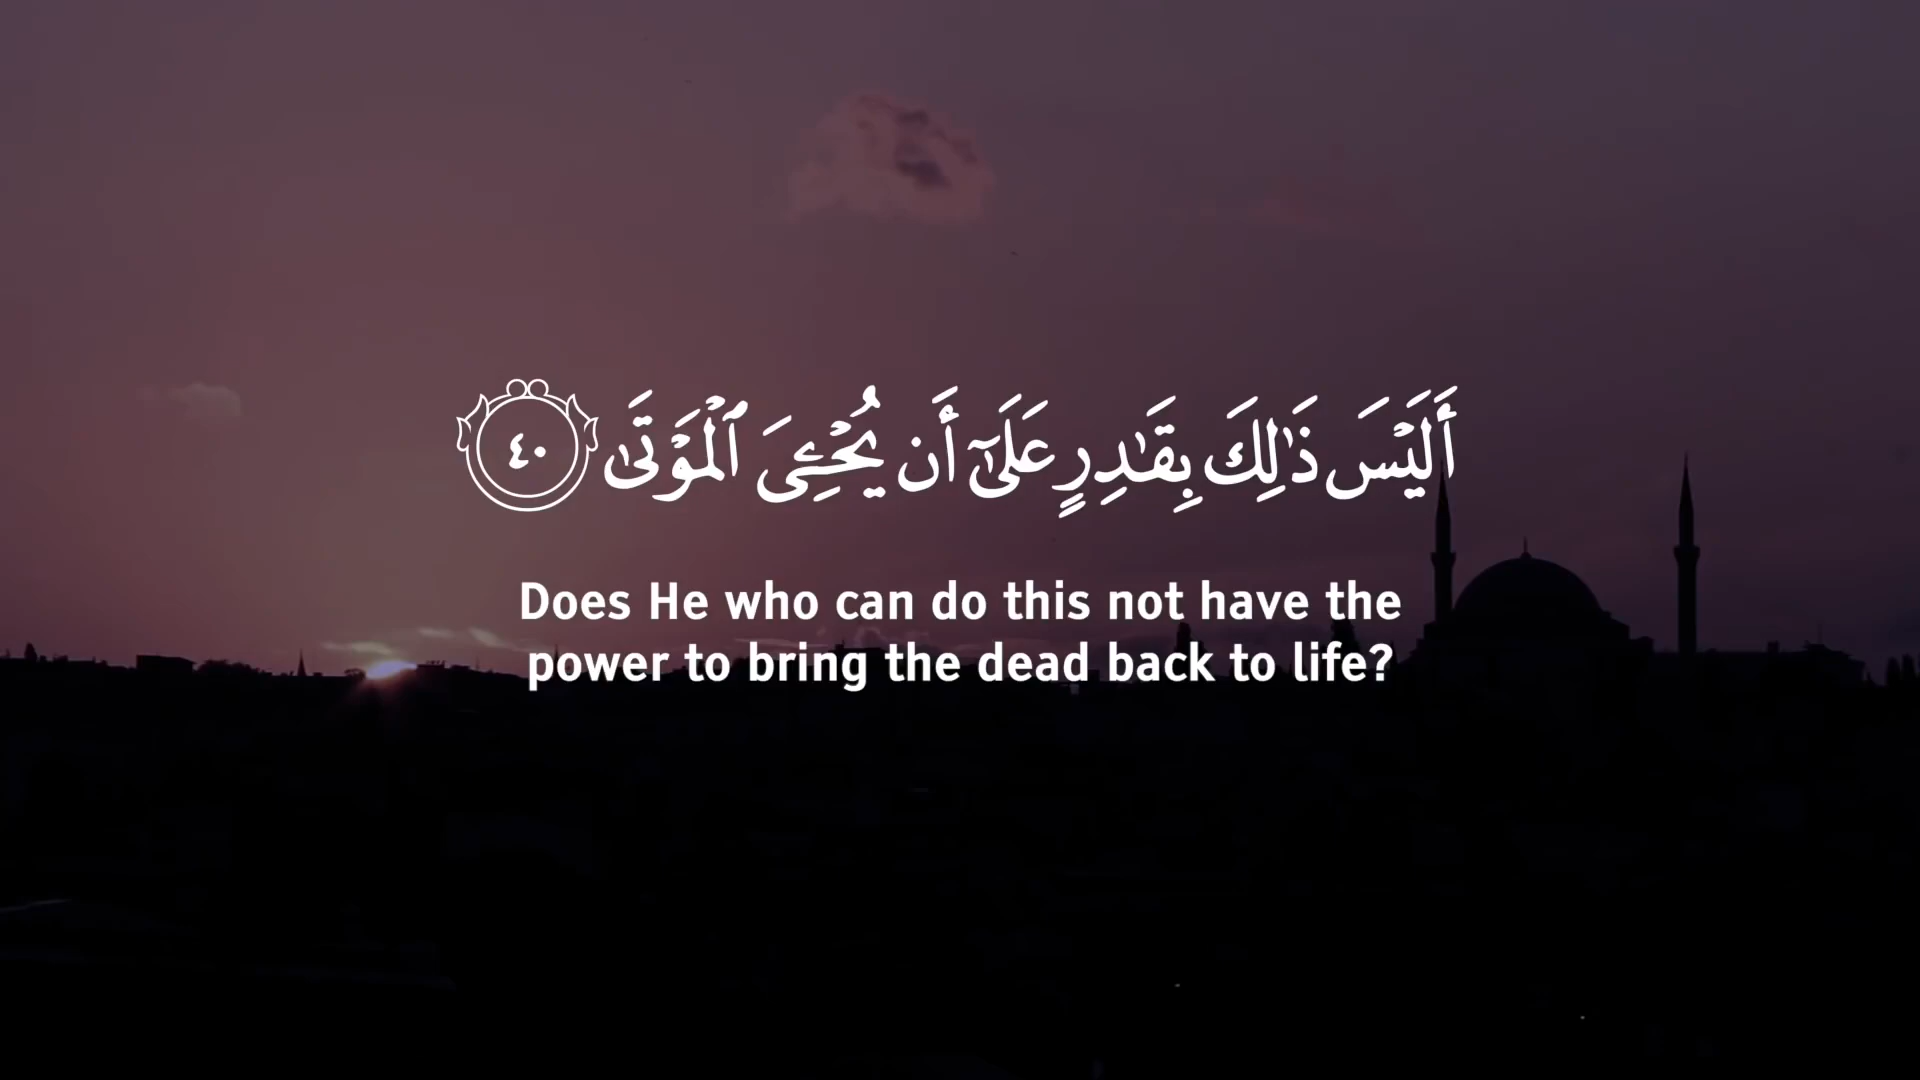 أَلَيْسَ ذَٰلِكَ بِقَـٰدِرٍ عَلَىٰٓ أَن يُحْـِۧىَ ٱلْمَوْتَىٰ ٤٠
Does He who can do this not have the
power to bring the dead back to life?